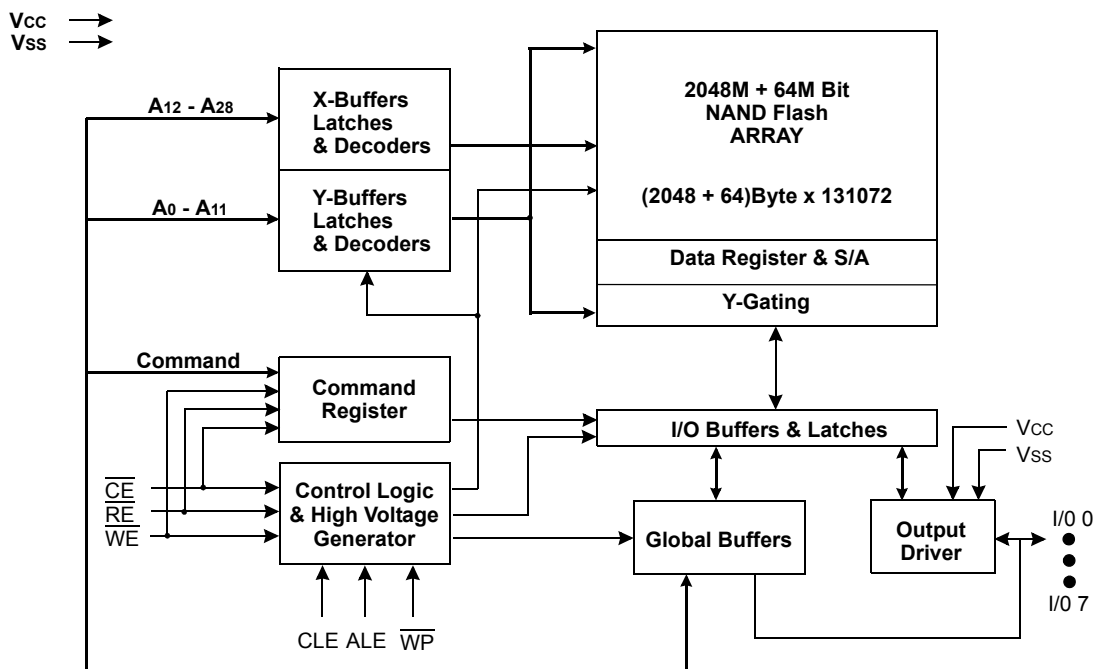 VCC
VSS
A12 - A28
X-Buffers
Latches
& Decoders
A0 - A11
Y-Buffers
Latches
& Decoders
2048M + 64M Bit
NAND Flash
ARRAY
(2048 + 64)Byte x 131072
Data Register & S/A
Y-Gating
Command
Command
Register
I/O Buffers & Latches
VCC
VSS
CE
RE
WE
Control Logic
& High Voltage
Generator
Global Buffers
Output
Driver
I/0 0
I/0 7
CLE ALE WP